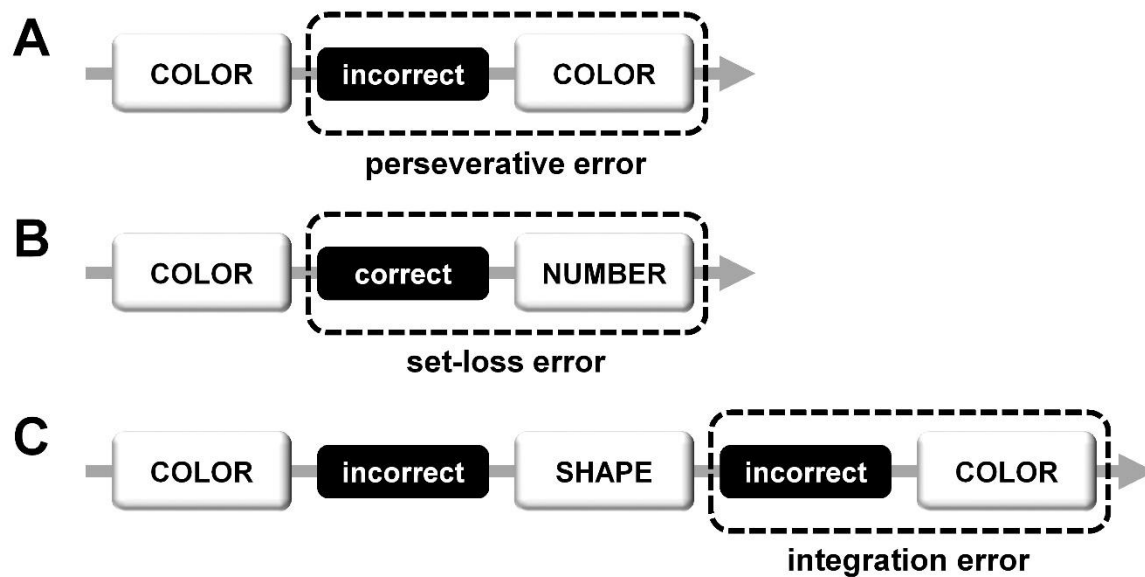 A
COLOR incorrect COLOR
perseverative error
B
COLOR correct NUMBER
set-loss error
C
COLOR incorrect SHAPE incorrect COLOR
integration error